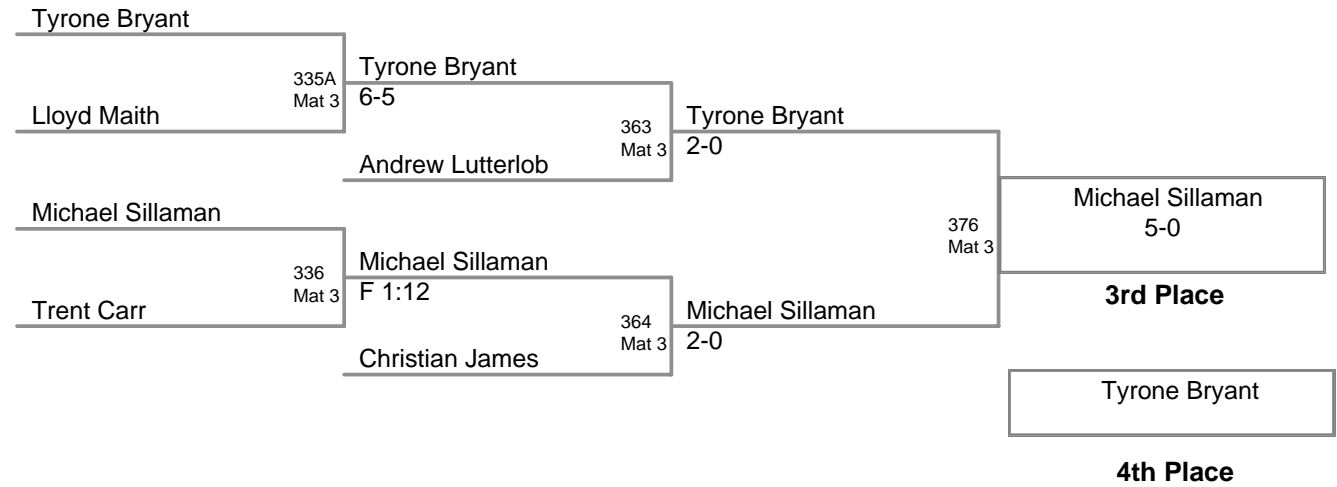 Tyrone Bryant
335A
Mat 3
Tyrone Bryant
6-5
Lloyd Maith
363
Mat 3
Tyrone Bryant
2-0
Andrew Lutterlob
Michael Sillaman
376
Mat 3
Michael Sillaman
5-0
3rd Place
336
Mat 3
Michael Sillaman
F 1:12
Trent Carr
364
Mat 3
Michael Sillaman
2-0
Christian James
Tyrone Bryant
4th Place